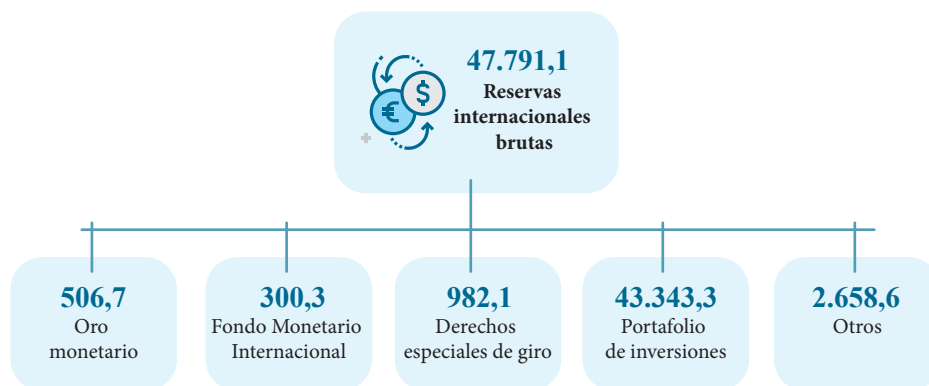 47.791,1
Reservas
internacionales
brutas
506,7
Oro
monetario
300,3
Fondo Monetario
Internacional
982,1
Derechos
especiales de giro
43.343,3
Portafolio
de inversiones
2.658,6
Otros